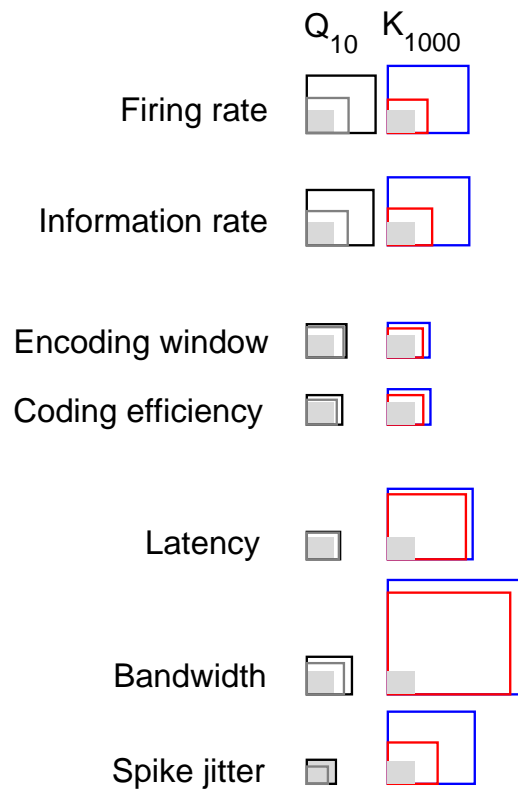 Q10 K1000
Firing rate
Information rate
Encoding window
Coding efficiency
Latency
Bandwidth
Spike jitter